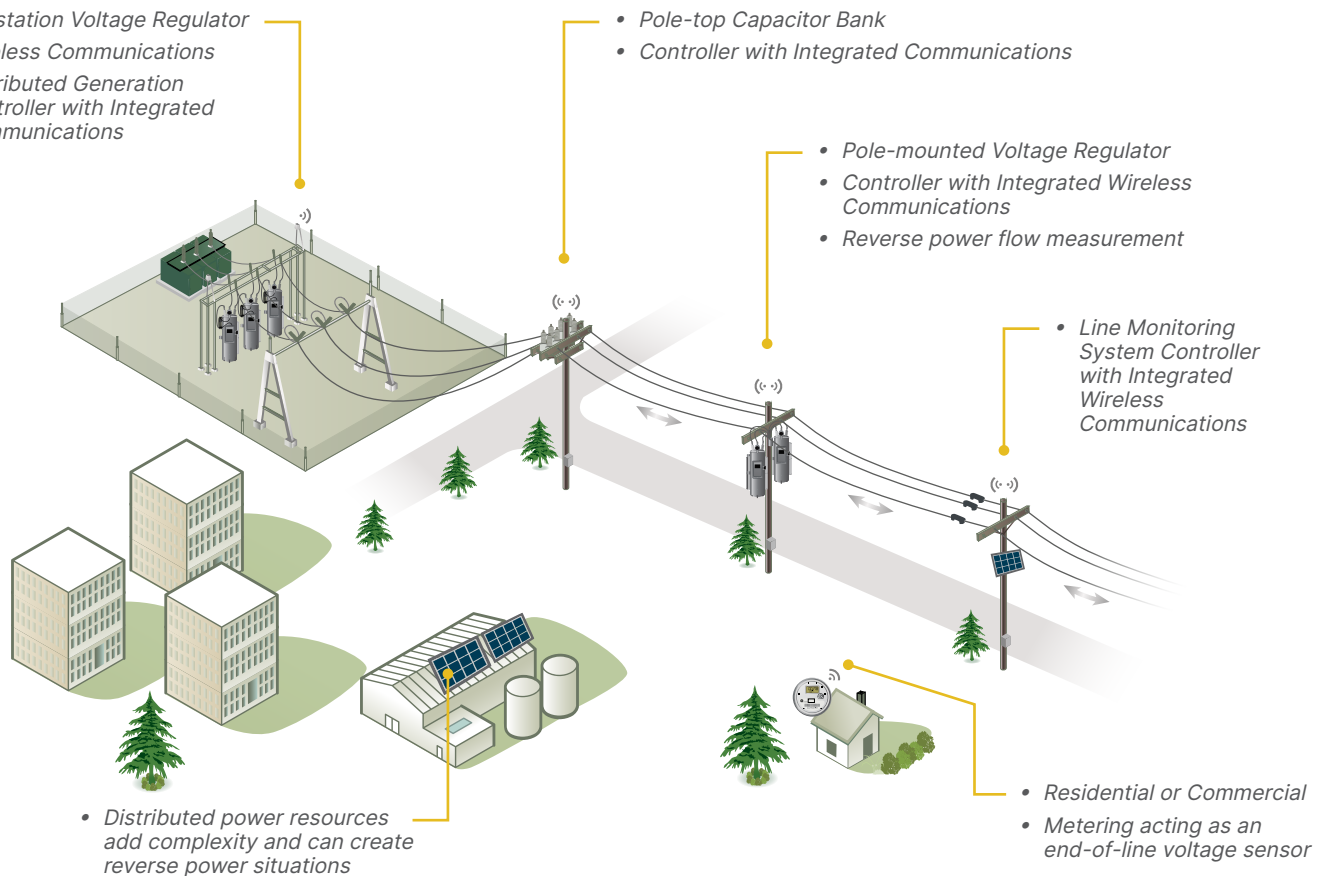 station Voltage Regulator
less Communications
ributed Generation
troller with Integrated
munications
• Pole-top Capacitor Bank
• Controller with Integrated Communications
• Pole-mounted Voltage Regulator
• Controller with Integrated Wireless
Communications
• Reverse power flow measurement
• Line Monitoring
System Controller
with Integrated
Wireless
Communications
• Distributed power resources
add complexity and can create
reverse power situations
• Residential or Commercial
• Metering acting as an
end-of-line voltage sensor